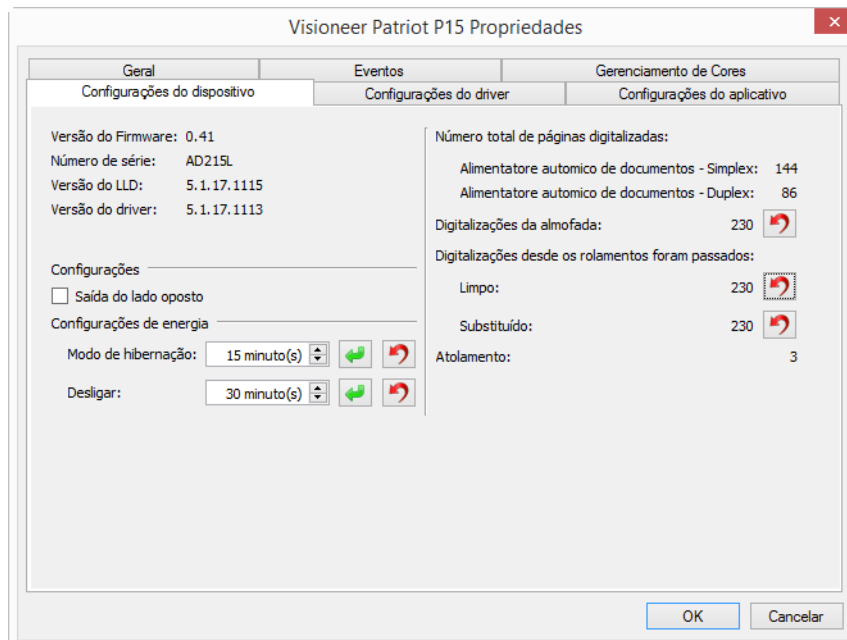 Visioneer Patriot P15 Propriedades
Geral
Eventos
Gerenciamento de Cores
Configurações do dispositivo
Configurações do driver
Configurações do aplicativo
Versão do Firmware: 0.41
Número de série: AD215L
Versão do LLD: 5.1.17.1115
Versão do driver: 5.1.17.1113
Configurações
Saída do lado oposto
Configurações de energia
Modo de hibernação: 15 minuto(s)
Desligar: 30 minuto(s)
Número total de páginas digitalizadas:
Alimentatore automico de documentos - Simplex: 144
Alimentatore automico de documentos - Duplex: 86
Digitalizações da almofada: 230
Digitalizações desde os rolamentos foram passados:
Limpo: 230
Substituído: 230
Atolamento: 3
OK
Cancelar